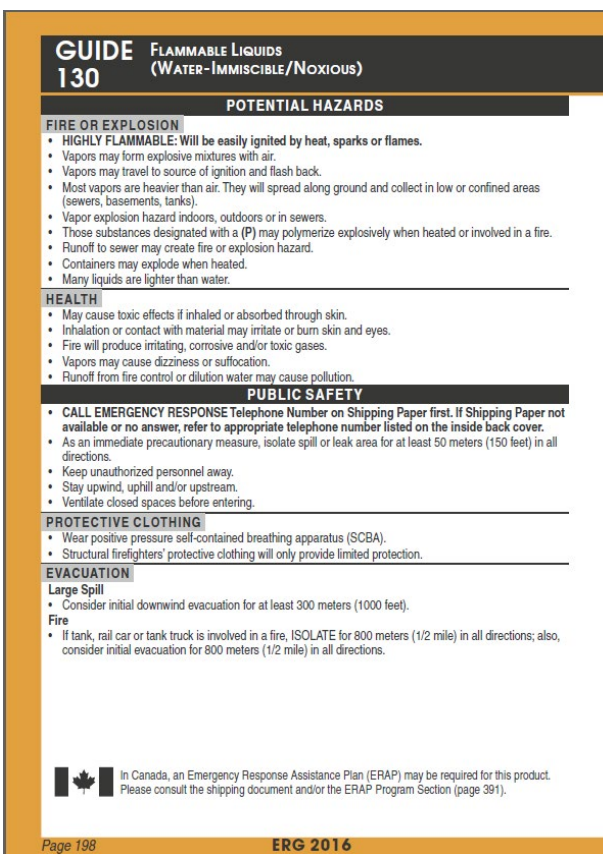 GUIDE FLAMMABLE LIQUIDS
130 (WATER-IMMISCIBLE/NOXIOUS)
POTENTIAL HAZARDS
FIRE OR EXPLOSION
• HIGHLY FLAMMABLE: Will be easily ignited by heat, sparks or flames.
• Vapors may form explosive mixtures with air.
• Vapors may travel to source of ignition and flash back.
• Most vapors are heavier than air. They will spread along ground and collect in low or confined areas
(sewers, basements, tanks).
• Vapor explosion hazard indoors, outdoors or in sewers.
• Those substances designated with a (P) may polymerize explosively when heated or involved in a fire.
• Runoff to sewer may create fire or explosion hazard.
• Containers may explode when heated.
• Many liquids are lighter than water.
HEALTH
• May cause toxic effects if inhaled or absorbed through skin.
• Inhalation or contact with material may irritate or burn skin and eyes.
• Fire will produce irritating, corrosive and/or toxic gases.
• Vapors may cause dizziness or suffocation.
• Runoff from fire control or dilution water may cause pollution.
PUBLIC SAFETY
• CALL EMERGENCY RESPONSE Telephone Number on Shipping Paper first. If Shipping Paper not
available or no answer, refer to appropriate telephone number listed on the inside back cover.
• As an immediate precautionary measure, isolate spill or leak area for at least 50 meters (150 feet) in all
directions.
• Keep unauthorized personnel away.
• Stay upwind, uphill and/or upstream.
• Ventilate closed spaces before entering.
PROTECTIVE CLOTHING
• Wear positive pressure self-contained breathing apparatus (SCBA).
• Structural firefighters' protective clothing will only provide limited protection.
EVACUATION
Large Spill
• Consider initial downwind evacuation for at least 300 meters (1000 feet).
Fire
• If tank, rail car or tank truck is involved in a fire, ISOLATE for 800 meters (1/2 mile) in all directions; also,
consider initial evacuation for 800 meters (1/2 mile) in all directions.
In Canada, an Emergency Response Assistance Plan (ERAP) may be required for this product.
Please consult the shipping document and/or the ERAP Program Section (page 391).
Page 198 ERG 2016